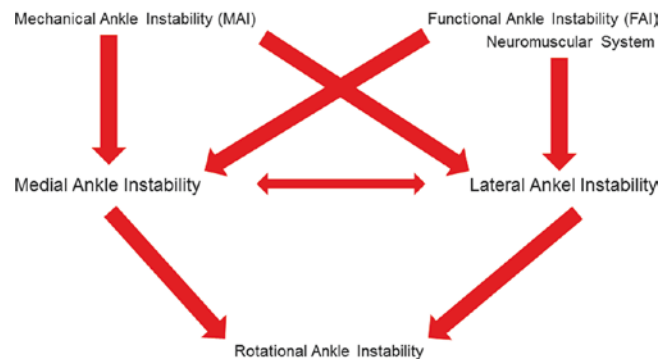 Mechanical Ankle Instability (MAI)
Functional Ankle Instability (FAI)
Neuromuscular System
Medial Ankle Instability
Lateral Ankel Instability
Rotational Ankle Instability